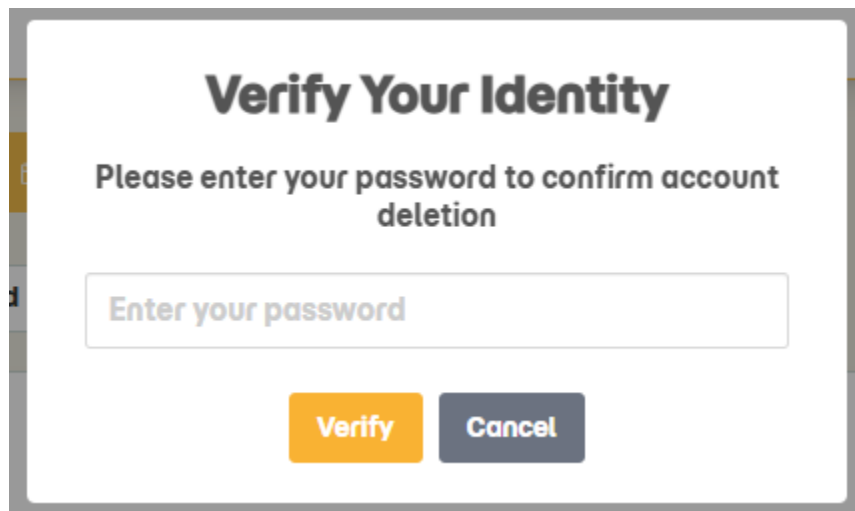 Verify Your Identity
Please enter your password to confirm account
deletion
d
Enter your password
Verify Cancel